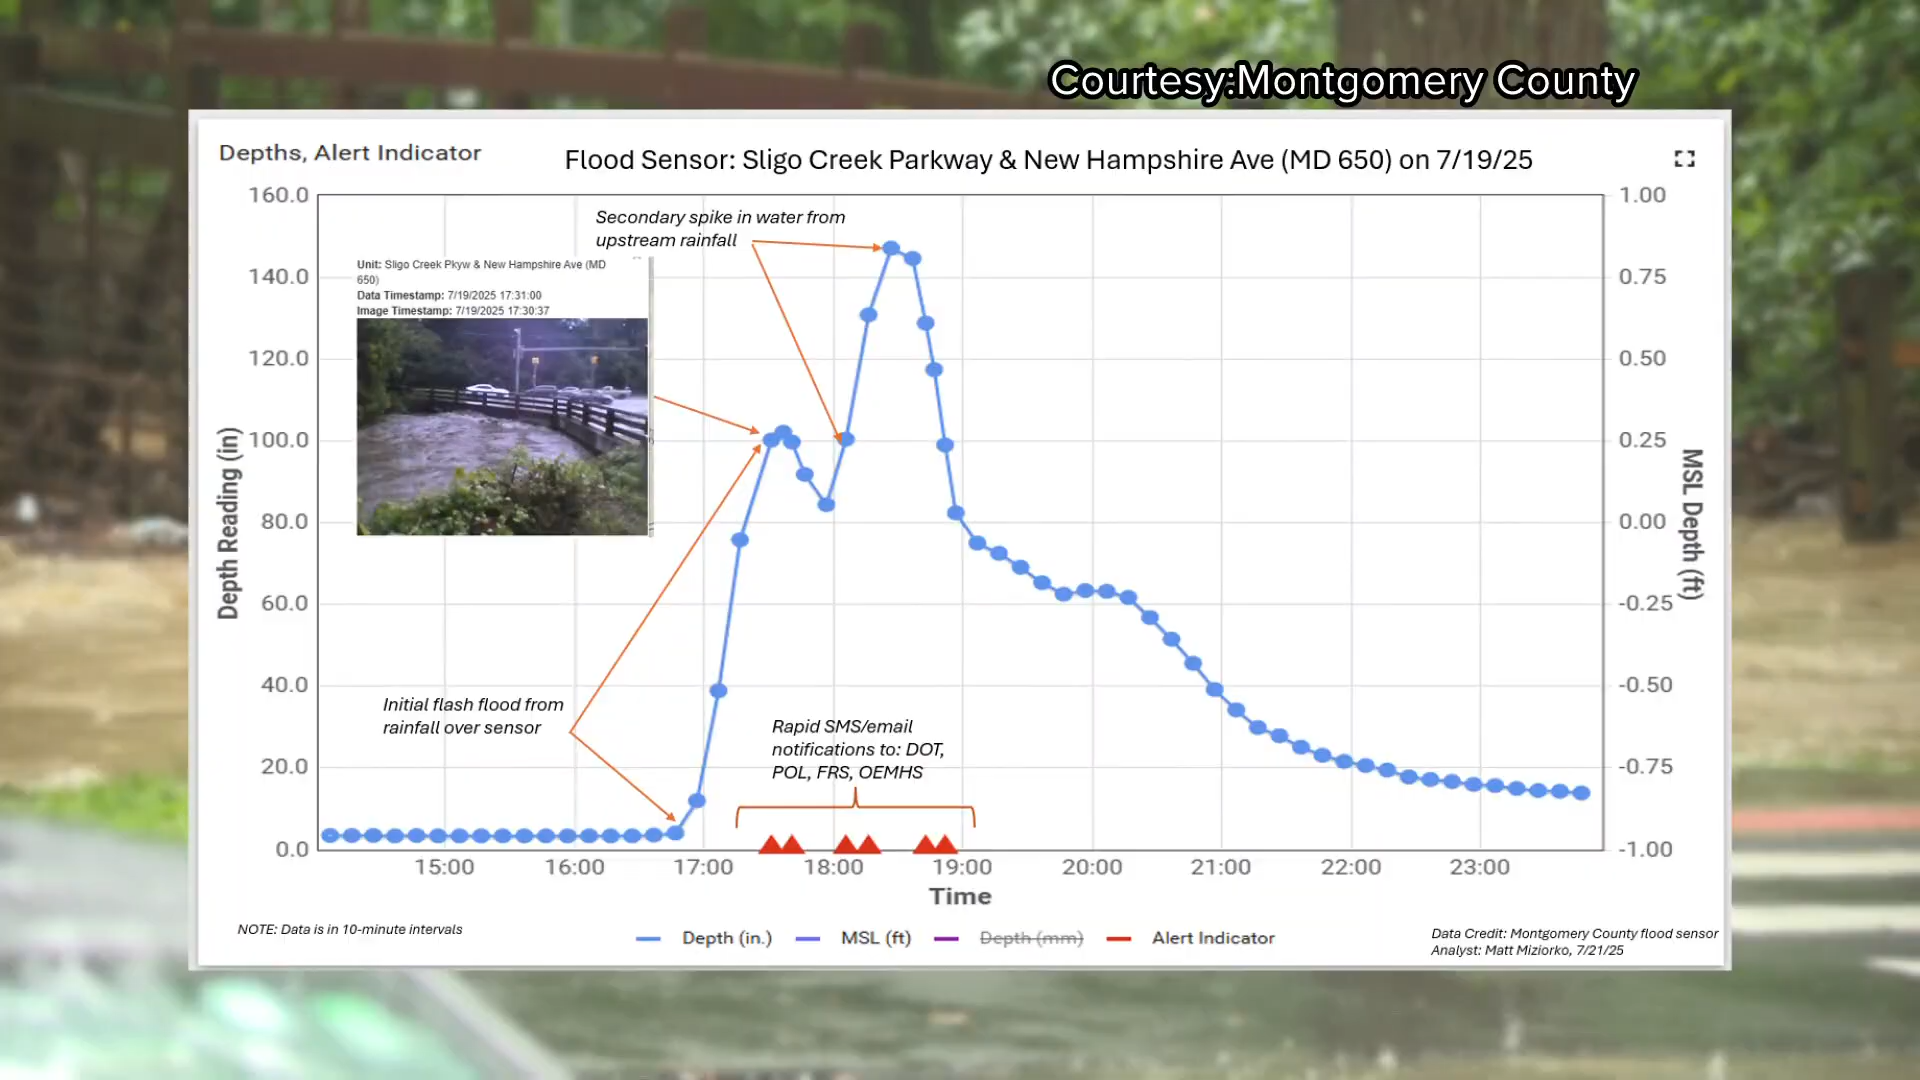 Courtesy:Montgomery County
Depths, Alert Indicator
Flood Sensor: Sligo Creek Parkway & New Hampshire Ave (MD 650) on 7/19/25
160.0
140.0
120.0
100.0
80.0
60.0
40.0
20.0
0.0
Depth Reading (in)
1.00
0.75
0.50
0.25
0.00
-0.25
-0.50
-0.75
-1.00
MSL Depth (ft)
Secondary spike in water from
upstream rainfall
Unit: Sligo Creek Pkyw & New Hampshire Ave (MD
650)
Data Timestamp: 7/19/2025 17:31:00
Image Timestamp: 7/19/2025 17:30:37
Initial flash flood from
rainfall over sensor
Rapid SMS/email
notifications to: DOT,
POL, FRS, OEMHS
15:00 16:00 17:00 18:00 19:00 20:00 21:00 22:00 23:00
Time
NOTE: Data is in 10-minute intervals
Depth (in.) MSL (ft) Depth (mm) Alert Indicator
Data Credit: Montgomery County flood sensor
Analyst: Matt Miziorko, 7/21/25